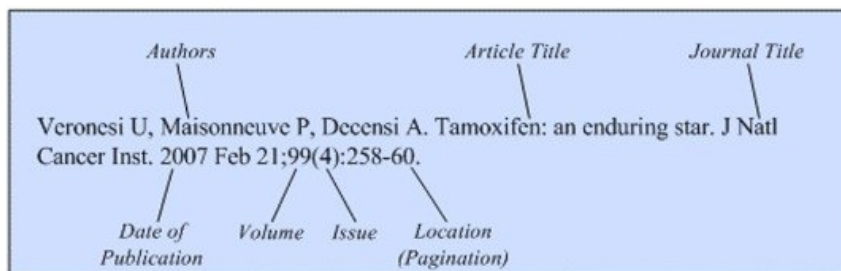 Authors Article Title Journal Title
Veronesi U, Maisonneuve P, Decensi A. Tamoxifen: an enduring star. J Natl
Cancer Inst. 2007 Feb 21;99(4):258-60.
Date of Volume Issue Location
Publication (Pagination)